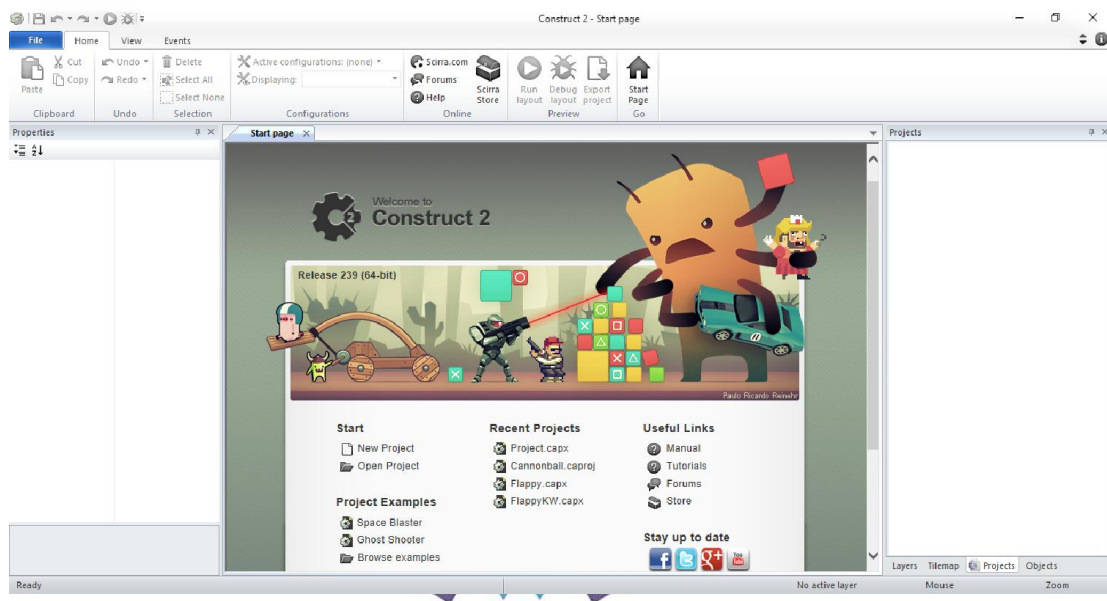 Construct 2 - Start page
File Home View Events
Paste
Cut
Copy
Clipboard
Undo
Redo
Undo
Delete
Select All
Select None
Selection
Active configurations: (none)
Displaying:
Configurations
Scirra.com
Forums
Help
Scirra
Store
Online
Run
layout
Debug
layout
Export
project
Preview
Start
Page
Go
Properties
Start page
Projects
Welcome to
Construct 2
Release 239 (64-bit)
Paulo Ricardo Reinehr
Start
New Project
Open Project
Project Examples
Space Blaster
Ghost Shooter
Browse examples
Recent Projects
Project.capx
Cannonball.caproj
Flappy.capx
FlappyKW.capx
Useful Links
Manual
Tutorials
Forums
Store
Stay up to date
You
Layers Tilemap Projects Objects
Ready
No active layer Mouse Zoom